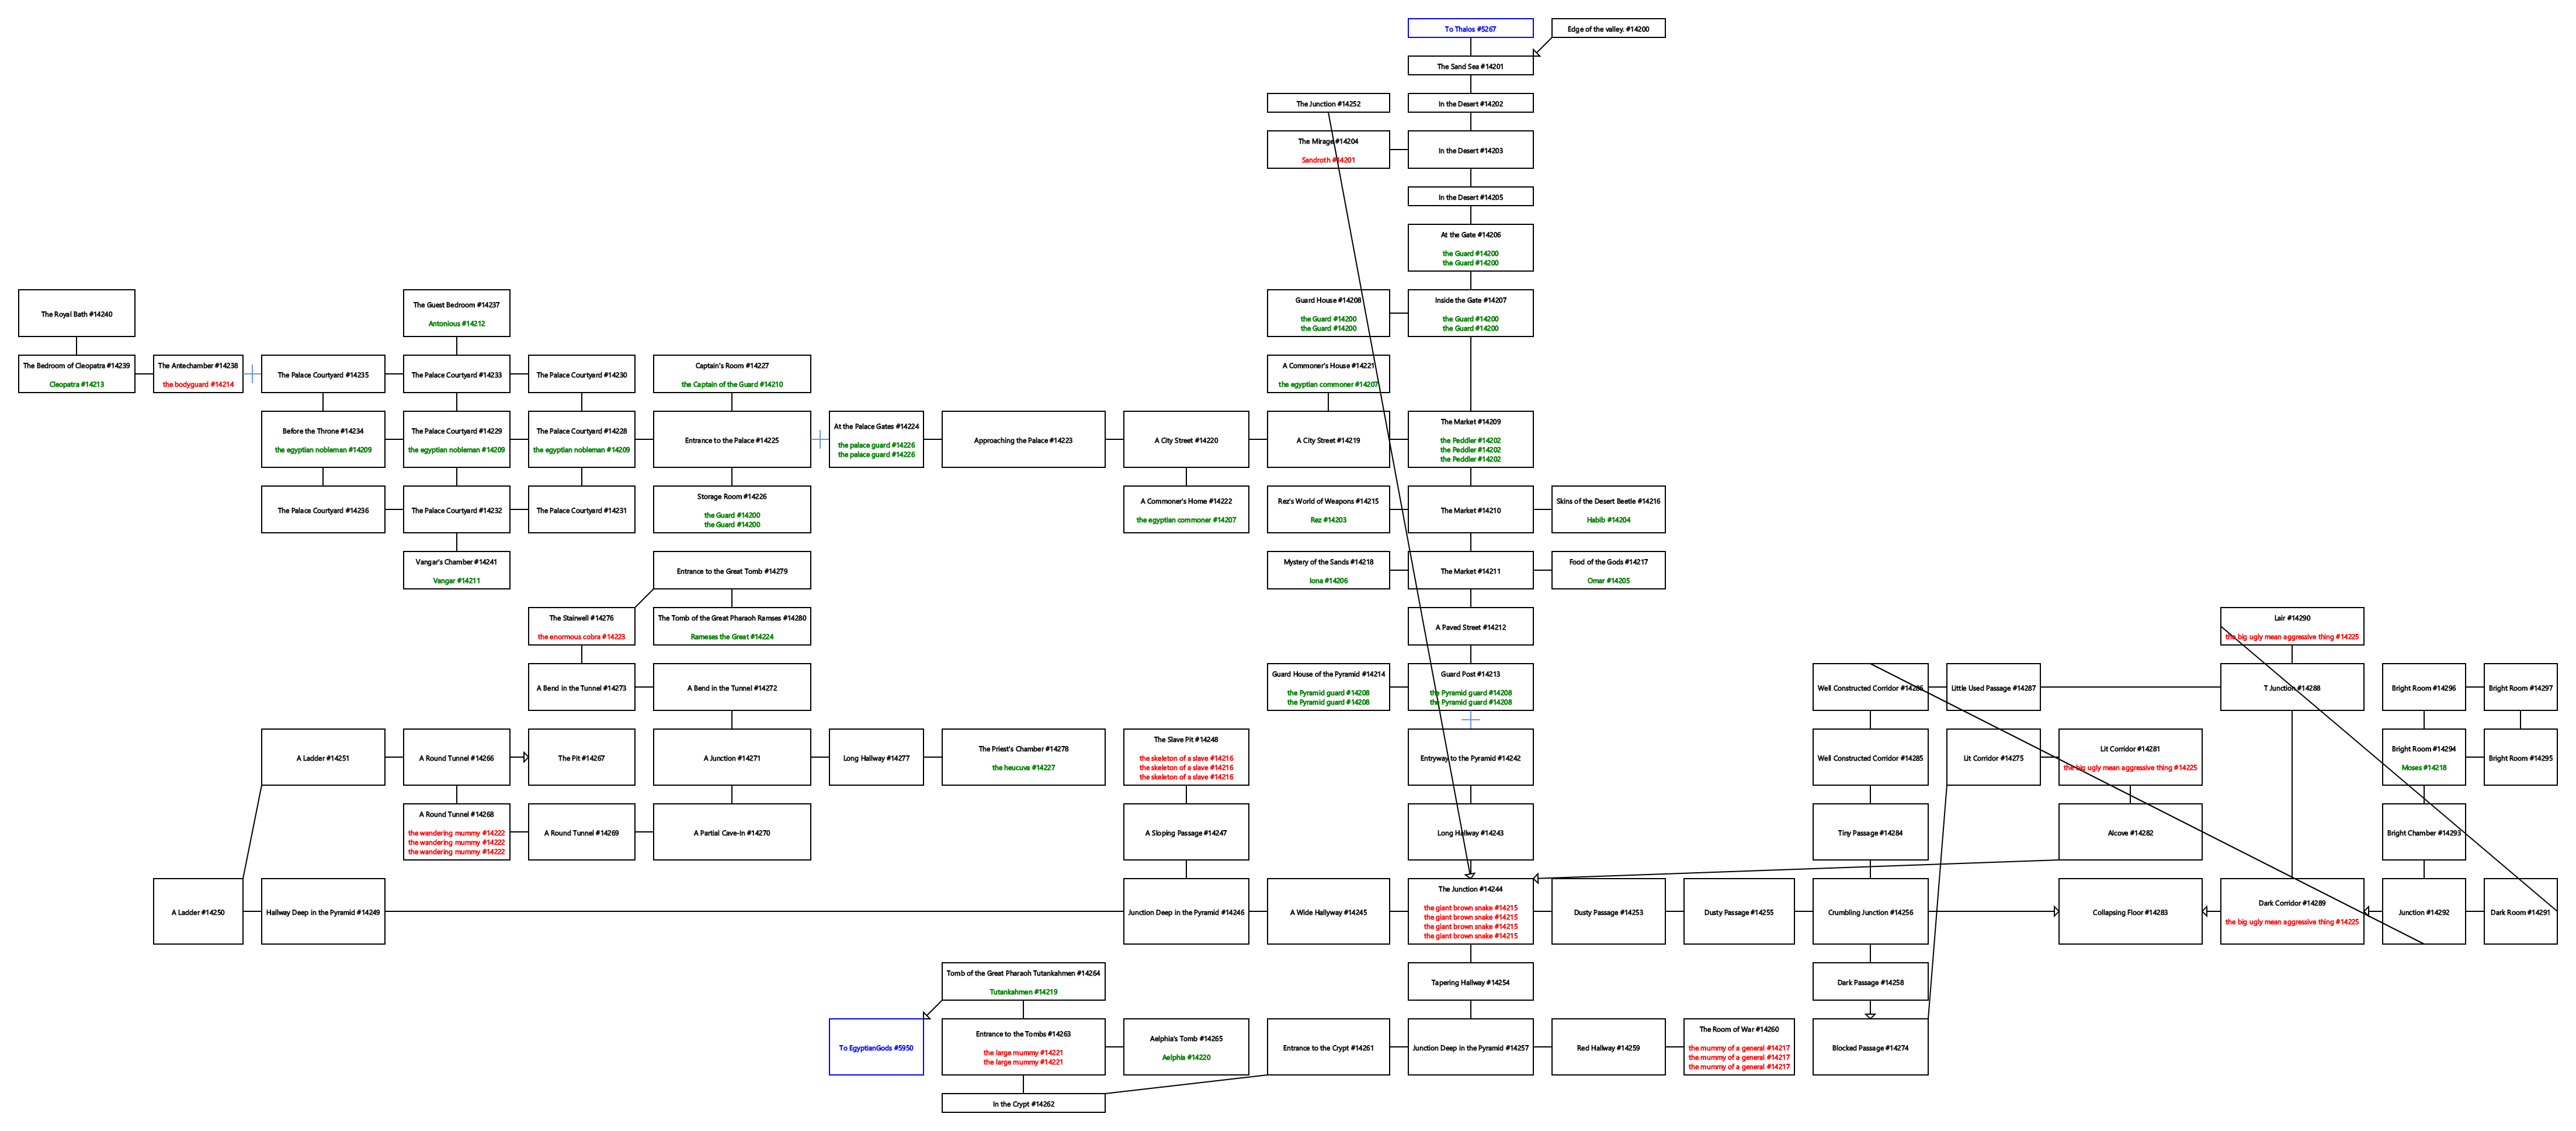 To Thalos #5267
Edge of the valley. #14200
The Sand Sea #14201
The Junction #14252
In the Desert #14202
The Mirage #14204
Sandroth #14201
In the Desert #14203
In the Desert #14205
At the Gate #14206
the Guard #14200
the Guard #14200
The Royal Bath #14240
The Guest Bedroom #14237
Antonious #14212
Guard House #14208
the Guard #14200
the Guard #14200
Inside the Gate #14207
the Guard #14200
the Guard #14200
The Bedroom of Cleopatra #14239
Cleopatra #14213
The Antechamber #14238
the bodyguard #14214
The Palace Courtyard #14235
The Palace Courtyard #14233
The Palace Courtyard #14230
Captain's Room #14227
the Captain of the Guard #14210
A Commoner's House #14221
the egyptian commoner #14207
Before the Throne #14234
the egyptian nobleman #14209
The Palace Courtyard #14229
the egyptian nobleman #14209
The Palace Courtyard #14228
the egyptian nobleman #14209
Entrance to the Palace #14225
At the Palace Gates #14224
the palace guard #14226
the palace guard #14226
Approaching the Palace #14223
A City Street #14220
A City Street #14219
The Market #14209
the Peddler #14202
the Peddler #14202
the Peddler #14202
The Palace Courtyard #14236
The Palace Courtyard #14232
The Palace Courtyard #14231
Storage Room #14226
the Guard #14200
the Guard #14200
A Commoner's Home #14222
the egyptian commoner #14207
Rez's World of Weapons #14215
Rez #14203
The Market #14210
Skins of the Desert Beetle #14216
Habib #14204
Vangar's Chamber #14241
Vangar #14211
Entrance to the Great Tomb #14279
Mystery of the Sands #14218
Iona #14206
The Market #14211
Food of the Gods #14217
Omar #14205
The Stairwell #14276
the enormous cobra #14223
The Tomb of the Great Pharaoh Ramses #14280
Rameses the Great #14224
A Paved Street #14212
Lair #14290
the big ugly mean aggressive thing #14225
A Bend in the Tunnel #14273
A Bend in the Tunnel #14272
Guard House of the Pyramid #14214
the Pyramid guard #14208
the Pyramid guard #14208
Guard Post #14213
the Pyramid guard #14208
the Pyramid guard #14208
Well Constructed Corridor #14286
Little Used Passage #14287
T Junction #14288
Bright Room #14296
Bright Room #14297
A Ladder #14251
A Round Tunnel #14266
The Pit #14267
A Junction #14271
Long Hallway #14277
The Priest's Chamber #14278
the heucuva #14227
The Slave Pit #14248
the skeleton of a slave #14216
the skeleton of a slave #14216
the skeleton of a slave #14216
Entryway to the Pyramid #14242
Well Constructed Corridor #14285
Lit Corridor #14275
Lit Corridor #14281
the big ugly mean aggressive thing #14225
Bright Room #14294
Moses #14218
Bright Room #14295
A Round Tunnel #14268
the wandering mummy #14222
the wandering mummy #14222
the wandering mummy #14222
A Round Tunnel #14269
A Partial Cave-In #14270
A Sloping Passage #14247
Long Hallway #14243
Tiny Passage #14284
Alcove #14282
Bright Chamber #14293
A Ladder #14250
Hallway Deep in the Pyramid #14249
Junction Deep in the Pyramid #14246
A Wide Hallyway #14245
The Junction #14244
the giant brown snake #14215
the giant brown snake #14215
the giant brown snake #14215
the giant brown snake #14215
Dusty Passage #14253
Dusty Passage #14255
Crumbling Junction #14256
Collapsing Floor #14283
Dark Corridor #14289
the big ugly mean aggressive thing #14225
Junction #14292
Dark Room #14291
Tomb of the Great Pharaoh Tutankahmen #14264
Tutankahmen #14219
Tapering Hallway #14254
Dark Passage #14258
To EgyptianGods #5950
Entrance to the Tombs #14263
the large mummy #14221
the large mummy #14221
Aelphia's Tomb #14265
Aelphia #14220
Entrance to the Crypt #14261
Junction Deep in the Pyramid #14257
Red Hallway #14259
The Room of War #14260
the mummy of a general #14217
the mummy of a general #14217
the mummy of a general #14217
Blocked Passage #14274
In the Crypt #14262